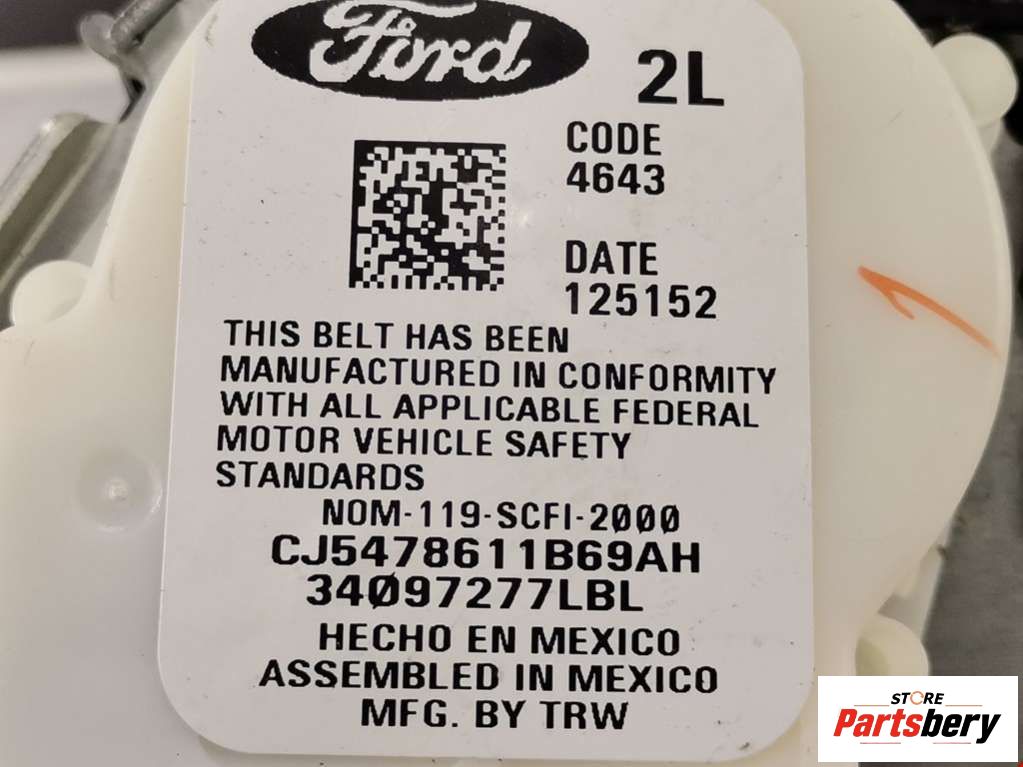 Ford
2L
CODE
4643
DATE
125152
THIS BELT HAS BEEN
MANUFACTURED IN CONFORMITY
WITH ALL APPLICABLE FEDERAL
MOTOR VEHICLE SAFETY
STANDARDS
NOM-119-SCFI-2000
CJ5478611B69AH
34097277LBL
HECHO EN MEXICO
ASSEMBLED IN MEXICO
MFG. BY TRW
STORE
Partsbery